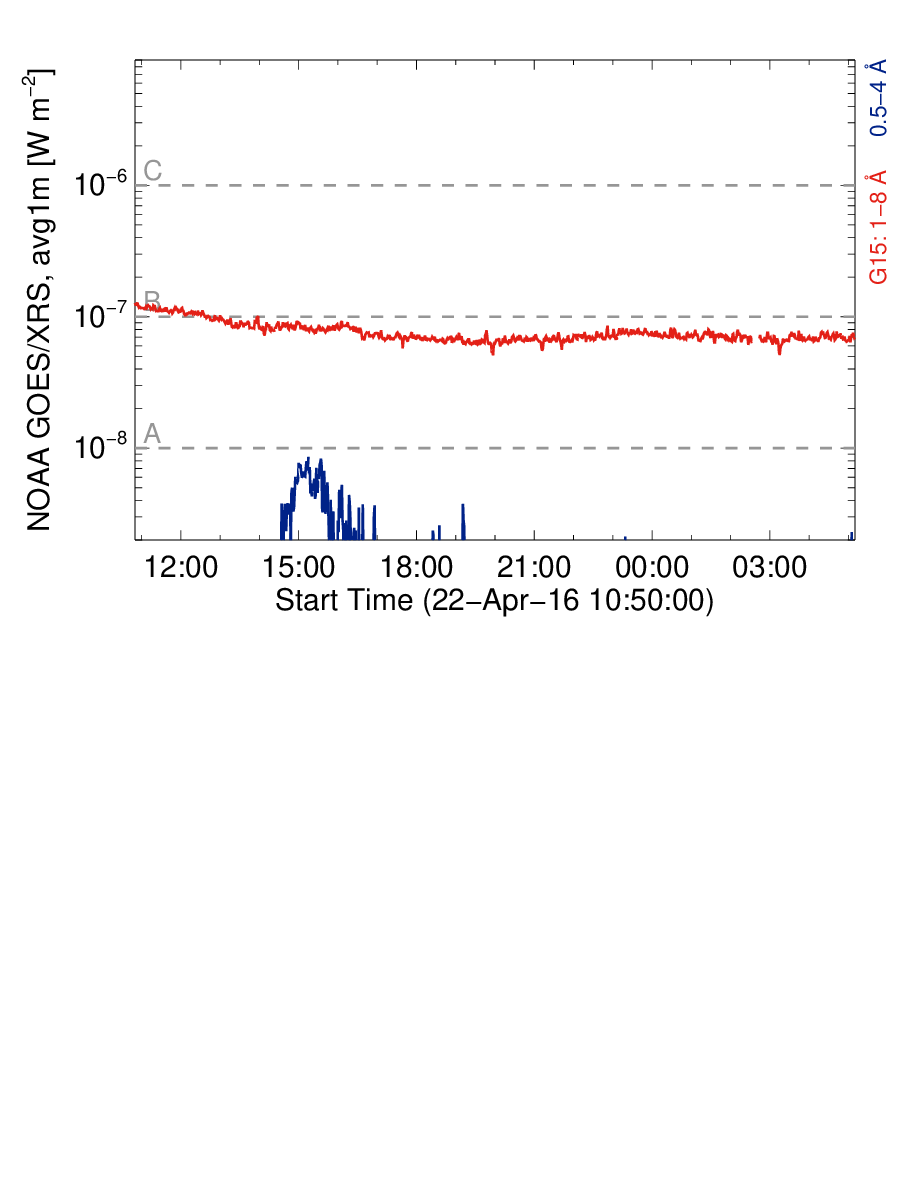 NOAA GOES/XRS, avg1m [W m⁻²]
10⁻⁶
10⁻⁷
10⁻⁸
C
B
A
12:00 15:00 18:00 21:00 00:00 03:00
Start Time (22−Apr−16 10:50:00)
G15: 1−8 Å 0.5−4 Å